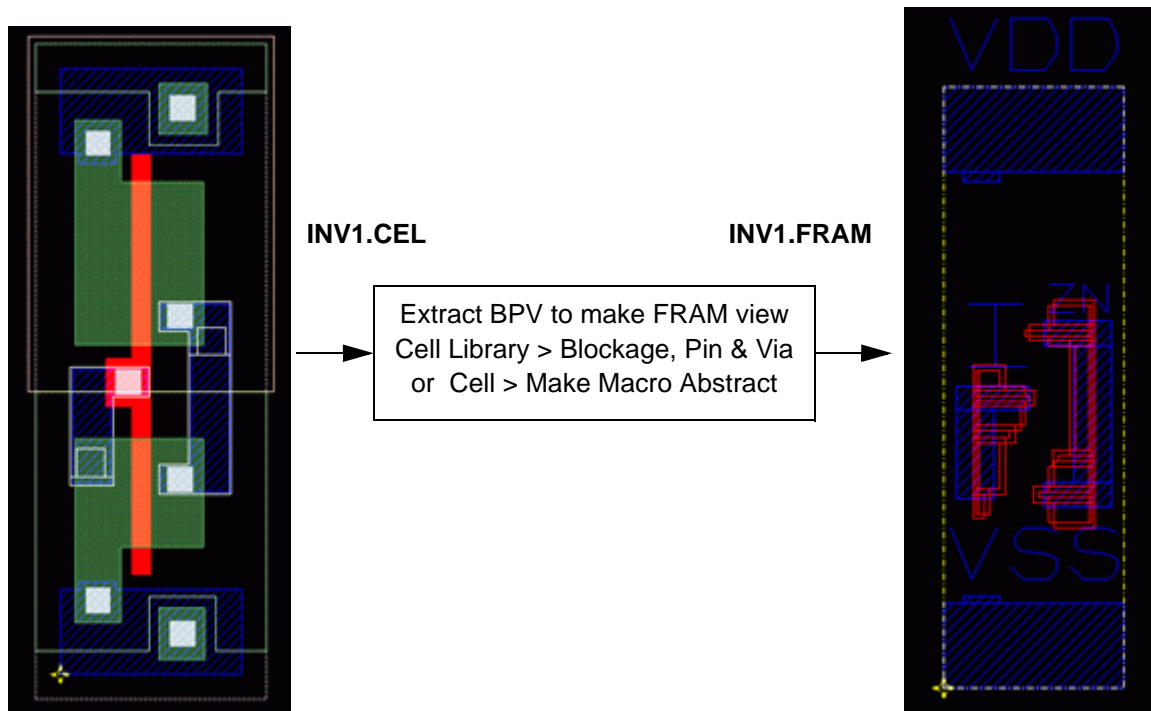 VDD
INV1.CEL
INV1.FRAM
Extract BPV to make FRAM view
Cell Library > Blockage, Pin & Via
or Cell > Make Macro Abstract
I
ZN
VSS